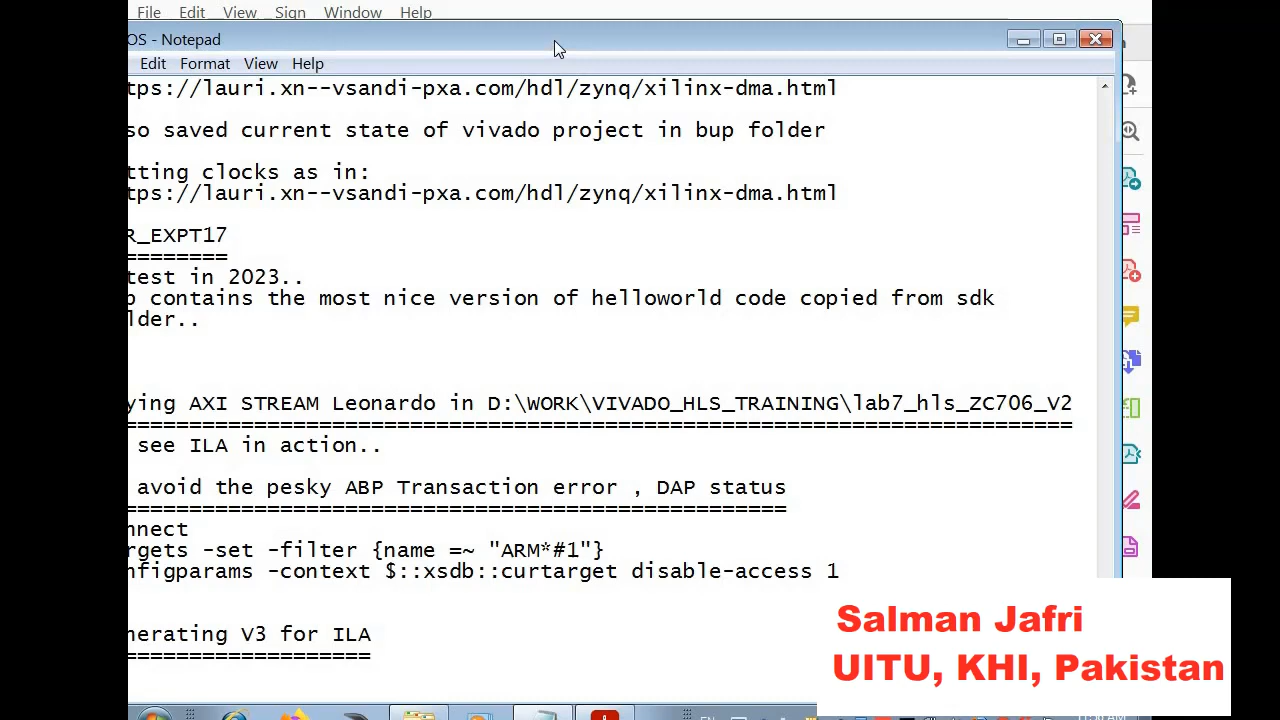 File Edit View Sign Window Help
OS - Notepad
Edit Format View Help
tps://lauri.xn--vsandi-pxa.com/hdl/zynq/xilinx-dma.html
so saved current state of vivado project in bup folder
tting clocks as in:
tps://lauri.xn--vsandi-pxa.com/hdl/zynq/xilinx-dma.html
R_EXPT17
========
test in 2023..
p contains the most nice version of helloworld code copied from sdk
lder..
ying AXI STREAM Leonardo in D:\WORK\VIVADO_HLS_TRAINING\lab7_hls_ZC706_V2
=========================================================================
see ILA in action..
avoid the pesky ABP Transaction error , DAP status
===================================================
nnect
rgets -set -filter {name =~ "ARM*#1"}
nfigparams -context $::xsdb::curtarget disable-access 1
nerating V3 for ILA
===================
Salman Jafri
UITU, KHI, Pakistan
EN